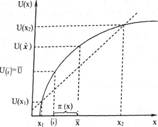 U(x)
U(x₂)
U(x̂)
U(t)=Ū
U(x₁)
π (x)
x₁ (t) x̄ x₂ x